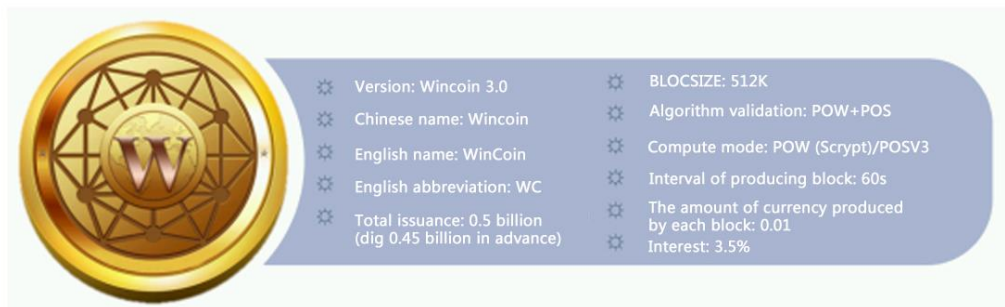 W
Version: Wincoin 3.0
Chinese name: Wincoin
English name: WinCoin
English abbreviation: WC
Total issuance: 0.5 billion
(dig 0.45 billion in advance)
BLOCSIZE: 512K
Algorithm validation: POW+POS
Compute mode: POW (Scrypt)/POSV3
Interval of producing block: 60s
The amount of currency produced
by each block: 0.01
Interest: 3.5%